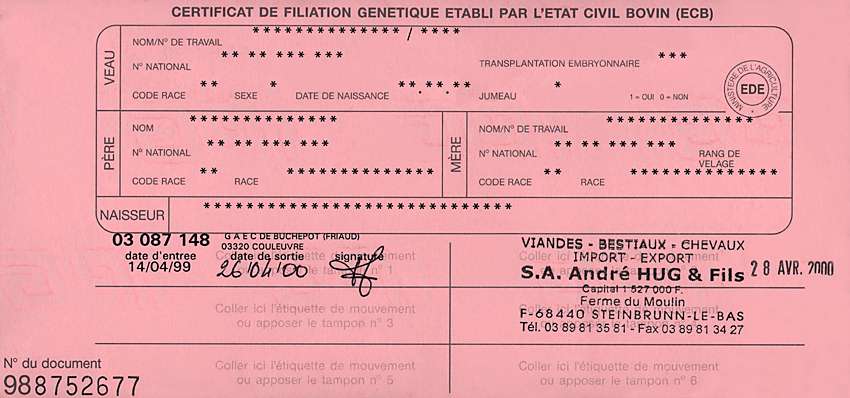 CERTIFICAT DE FILIATION GENETIQUE ETABLI PAR L'ETAT CIVIL BOVIN (ECB)
VEAU
NOM/N° DE TRAVAIL *************** / ****
N° NATIONAL ** ** *** ***
TRANSPLANTATION EMBRYONNAIRE ***
CODE RACE ** SEXE * DATE DE NAISSANCE **.**.** JUMEAU * 1 = OUI 0 = NON
MINISTERE DE L'AGRICULTURE
EDE
PÈRE
NOM **************
N° NATIONAL ** ** *** ***
CODE RACE ** RACE **************
MÈRE
NOM/N° DE TRAVAIL **************
N° NATIONAL ** ** *** ***
RANG DE
VELAGE **
CODE RACE ** RACE **************
NAISSEUR ******************************
03 087 148
G A E C DE BUCHEPOT (FRIAUD)
03320 COULEUVRE
date d'entree date de sortie signature
14/04/99 26/04/00
VIANDES - BESTIAUX - CHEVAUX
IMPORT - EXPORT
S.A. André HUG & Fils
28 AVR. 2000
Capital 1 527 000 F.
Ferme du Moulin
F-68440 STEINBRUNN-LE-BAS
Tél. 03 89 81 35 81 - Fax 03 89 81 34 27
Coller ici l'étiquette de mouvement
ou apposer le tampon n° 3
N° du document
988752677
Coller ici l'étiquette de mouvement
ou apposer le tampon n° 5
Coller ici l'étiquette de mouvement
ou apposer le tampon n° 6